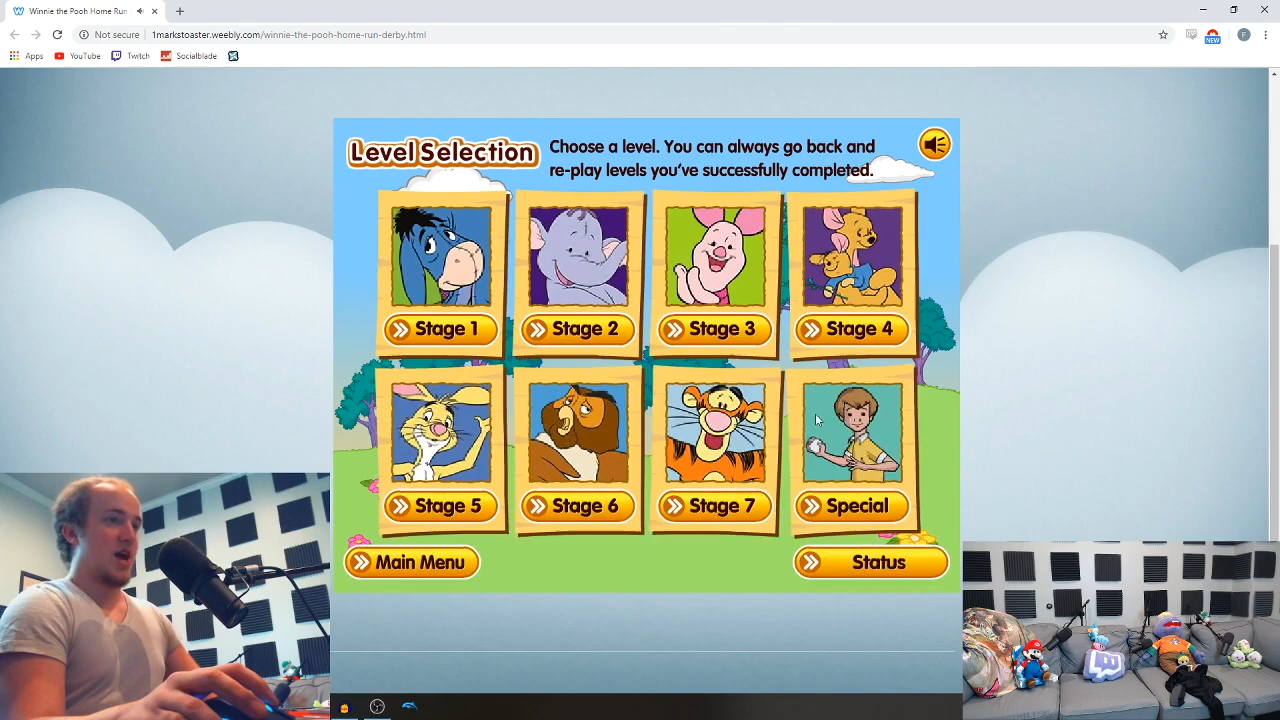 Winnie the Pooh Home Run
Not secure | 1markstoaster.weebly.com/winnie-the-pooh-home-run-derby.html
NEW
F
Apps YouTube Twitch Socialblade
Level Selection
Choose a level. You can always go back and
re-play levels you've successfully completed.
Stage 1 Stage 2 Stage 3 Stage 4
Stage 5 Stage 6 Stage 7 Special
Main Menu Status